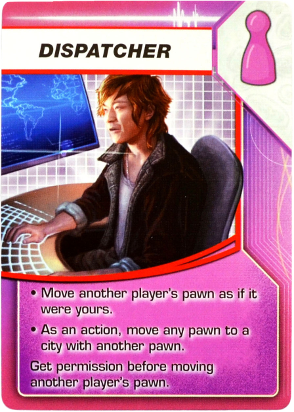 DISPATCHER
• Move another player's pawn as if it
were yours.
• As an action, move any pawn to a
city with another pawn.
Get permission before moving
another player's pawn.